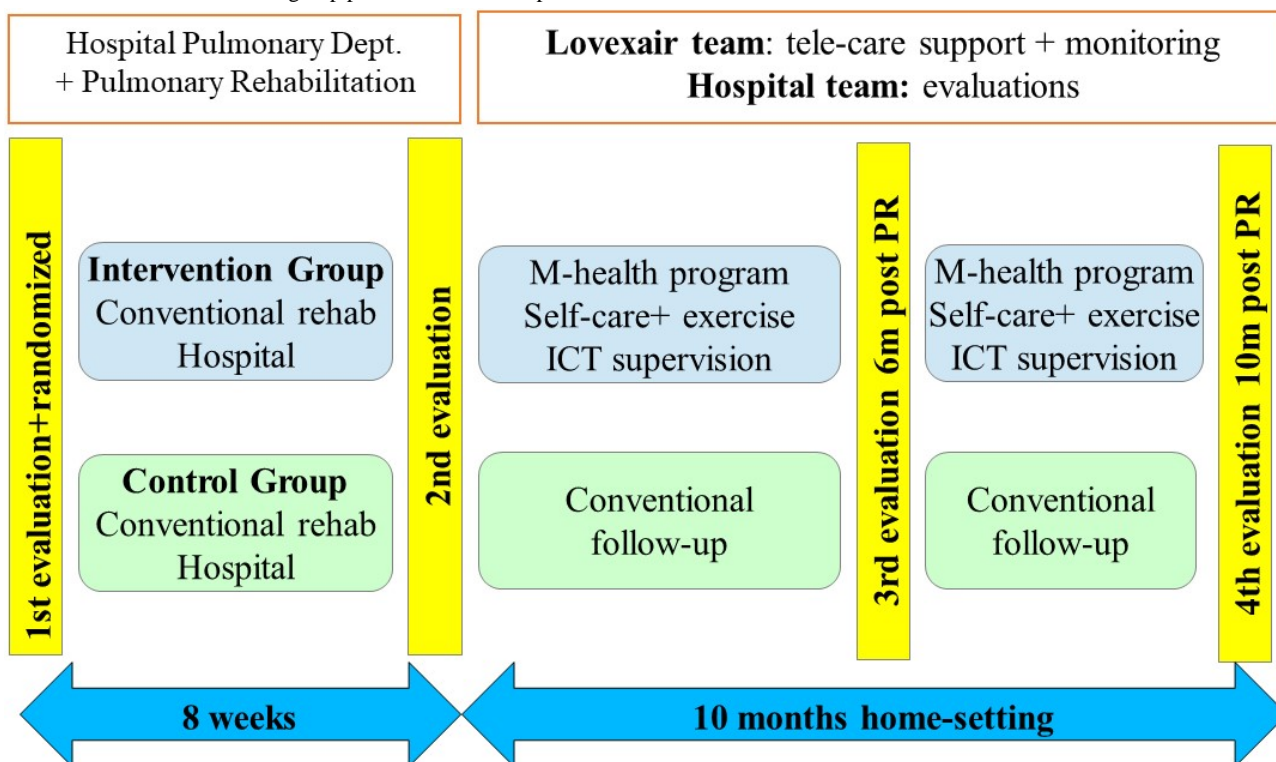 Hospital Pulmonary Dept.
+ Pulmonary Rehabilitation
Lovexair team: tele-care support + monitoring
Hospital team: evaluations
1st evaluation+randomized
Intervention Group
Conventional rehab
Hospital
Control Group
Conventional rehab
Hospital
2nd evaluation
M-health program
Self-care+ exercise
ICT supervision
Conventional
follow-up
3rd evaluation 6m post PR
M-health program
Self-care+ exercise
ICT supervision
Conventional
follow-up
4th evaluation 10m post PR
8 weeks
10 months home-setting